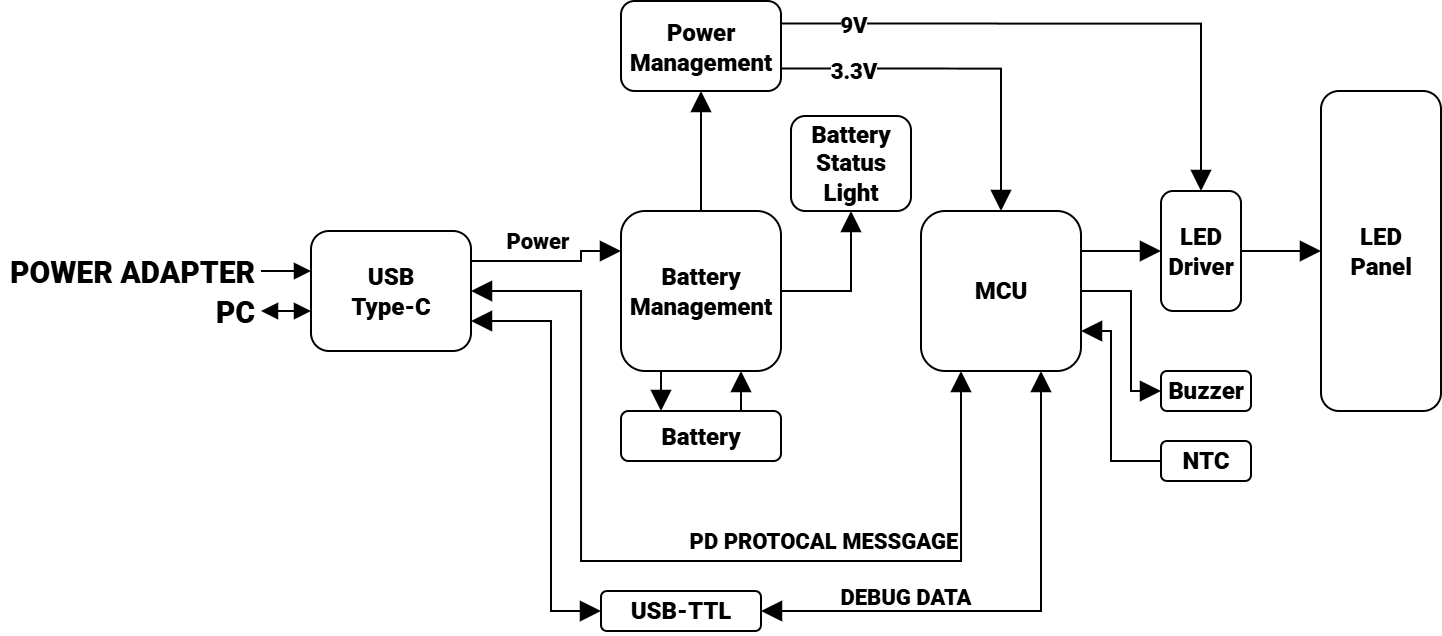 Power
Management
9V
3.3V
Battery
Status
Light
POWER ADAPTER
PC
USB
Type-C
Power
Battery
Management
MCU
LED
Driver
LED
Panel
Battery
Buzzer
NTC
PD PROTOCAL MESSGAGE
USB-TTL
DEBUG DATA